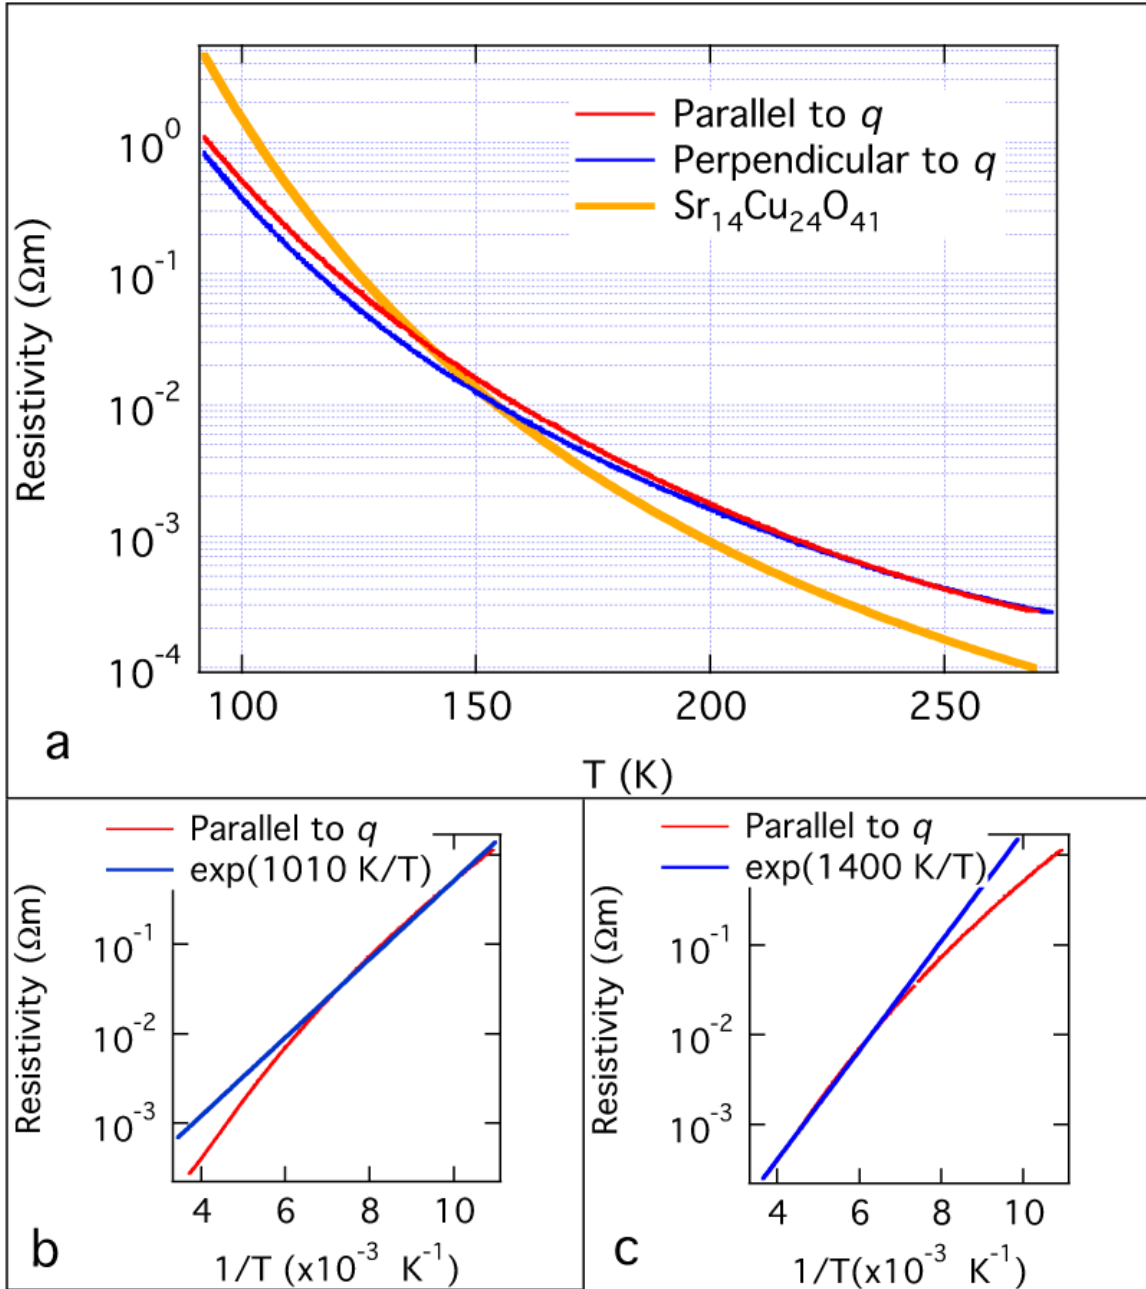 Parallel to q
Perpendicular to q
Sr₁₄Cu₂₄O₄₁
Resistivity (Ωm)
10⁰
10⁻¹
10⁻²
10⁻³
10⁻⁴
100 150 200 250
T (K)
a
Parallel to q
exp(1010 K/T)
Resistivity (Ωm)
10⁻¹
10⁻²
10⁻³
4 6 8 10
1/T (x10⁻³ K⁻¹)
b
Parallel to q
exp(1400 K/T)
Resistivity (Ωm)
10⁻¹
10⁻²
10⁻³
4 6 8 10
1/T(x10⁻³ K⁻¹)
c